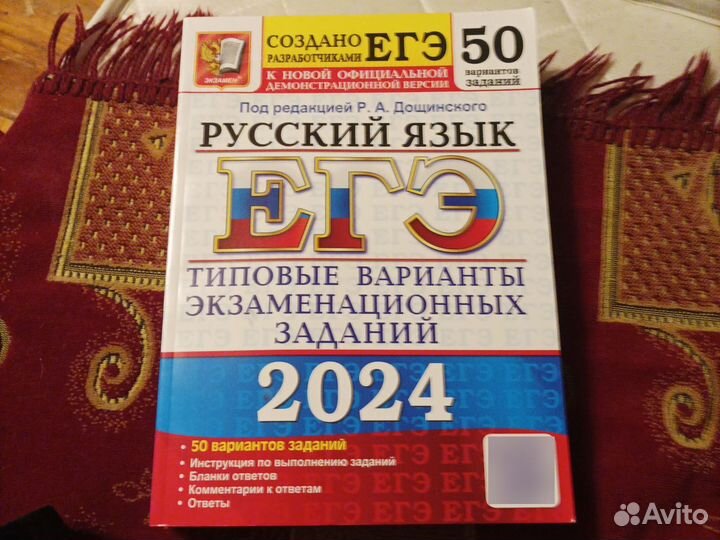 СОЗДАНО
РАЗРАБОТЧИКАМИ
ЕГЭ
К НОВОЙ ОФИЦИАЛЬНОЙ
ДЕМОНСТРАЦИОННОЙ ВЕРСИИ
50
вариантов
заданий
ЭКЗАМЕН
Под редакцией Р. А. Дощинского
РУССКИЙ ЯЗЫК
ЕГЭ
ТИПОВЫЕ ВАРИАНТЫ
ЭКЗАМЕНАЦИОННЫХ
ЗАДАНИЙ
2024
• 50 вариантов заданий
• Инструкция по выполнению заданий
• Бланки ответов
• Комментарии к ответам
• Ответы
Avito